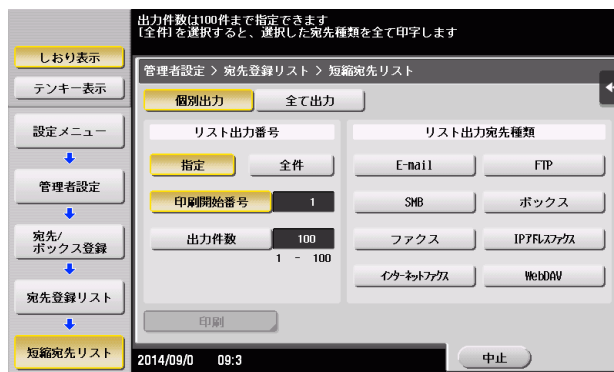 出力件数は100件まで指定できます
[全件]を選択すると、選択した宛先種類を全て印字します
しおり表示
テンキー表示
設定メニュー
管理者設定
宛先/
ボックス登録
宛先登録リスト
短縮宛先リスト
管理者設定 > 宛先登録リスト > 短縮宛先リスト
個別出力 全て出力
リスト出力番号
指定 全件
印刷開始番号 1
出力件数 100
1 - 100
印刷
リスト出力宛先種類
E-mail FTP
SMB ボックス
ファクス IPアドレスファクス
インターネットファクス WebDAV
2014/09/0 09:3
中止